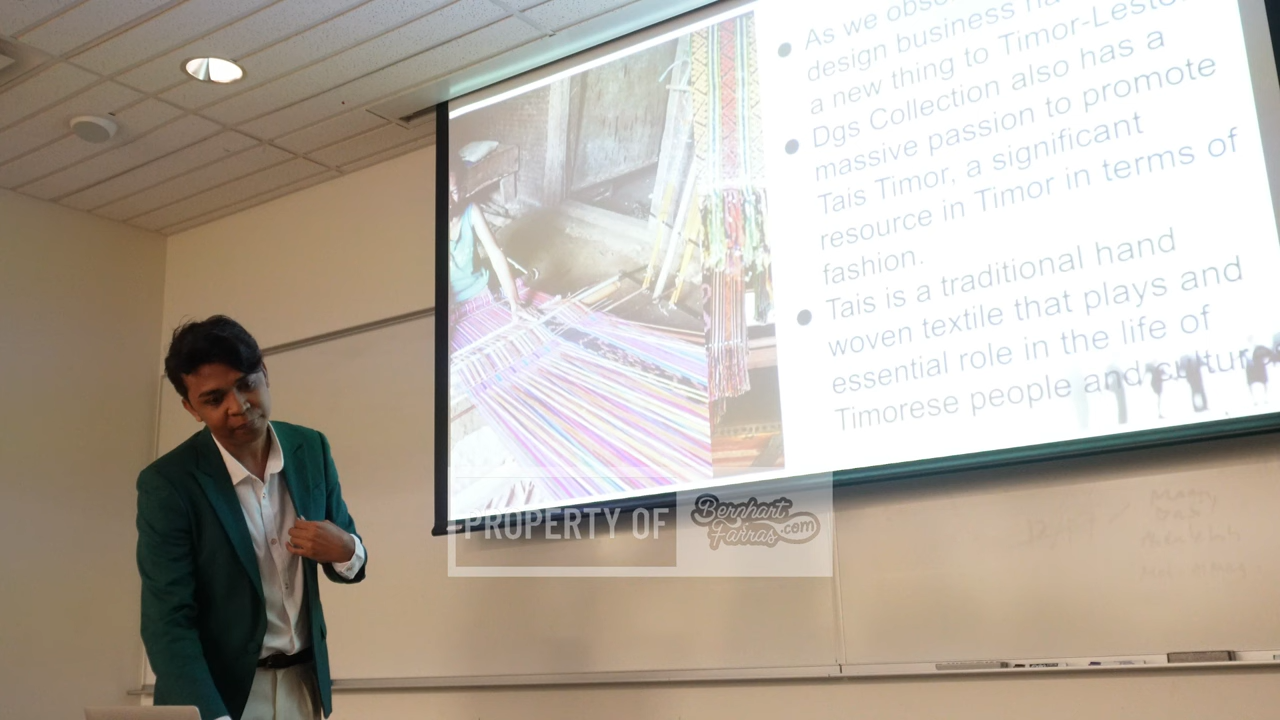 As we obs
design business ha
a new thing to Timor-Leste.
Dgs Collection also has a
massive passion to promote
Tais Timor, a significant
resource in Timor in terms of
fashion.
Tais is a traditional hand
woven textile that plays and
essential role in the life of
Timorese people and cultur
PROPERTY OF
Bernhart
Farras.com